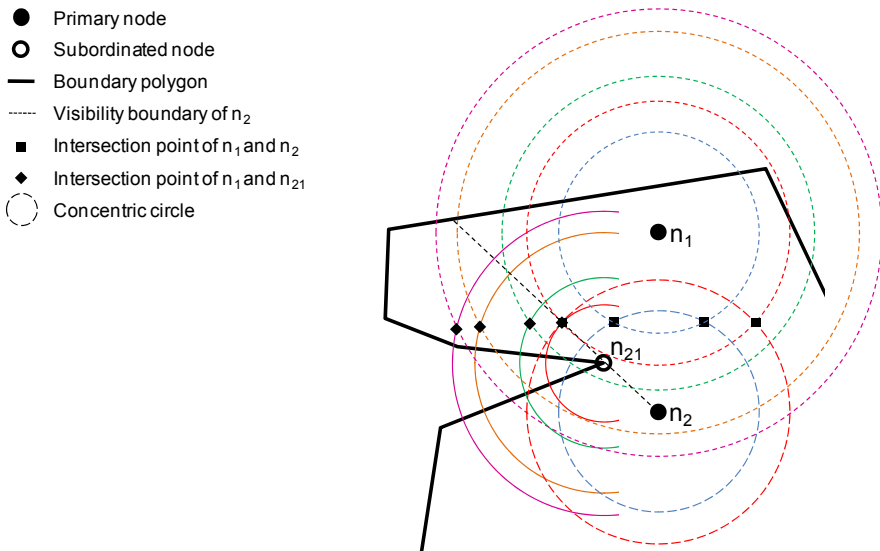 Primary node
Subordinated node
Boundary polygon
Visibility boundary of n2
Intersection point of n1 and n2
Intersection point of n1 and n21
Concentric circle
n1
n21
n2